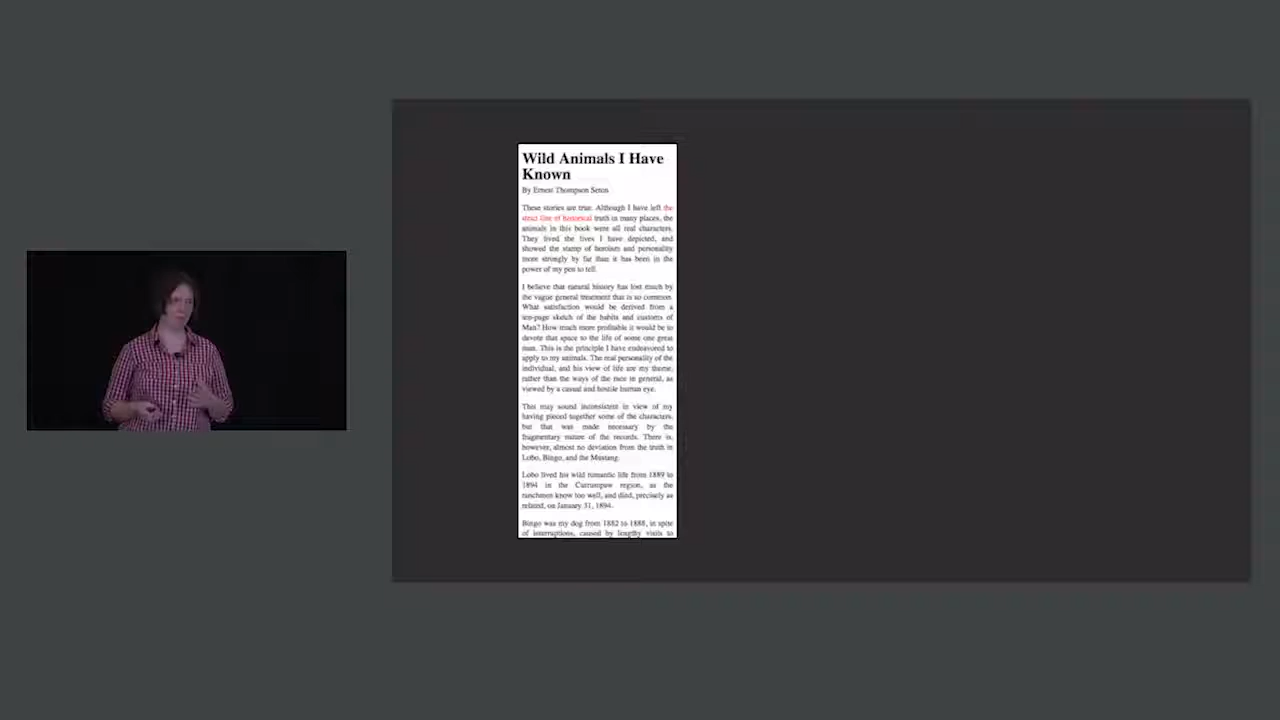 Wild Animals I Have
Known
By Ernest Thompson Seton
These stories are true. Although I have left the
strict line of historical truth in many places, the
animals in this book were all real characters.
They lived the lives I have depicted, and
showed the stamp of heroism and personality
more strongly by far than it has been in the
power of my pen to tell.
I believe that natural history has lost much by
the vague general treatment that is so common.
What satisfaction would be derived from a
ten-page sketch of the habits and customs of
Man? How much more profitable it would be to
devote that space to the life of some one great
man. This is the principle I have endeavored to
apply to my animals. The real personality of the
individual, and his view of life are my theme,
rather than the ways of the race in general, as
viewed by a casual and hostile human eye.
This may sound inconsistent in view of my
having pieced together some of the characters,
but that was made necessary by the
fragmentary nature of the records. There is,
however, almost no deviation from the truth in
Lobo, Bingo, and the Mustang.
Lobo lived his wild romantic life from 1889 to
1894 in the Currumpaw region, as the
ranchmen know too well, and died, precisely as
related, on January 31, 1894.
Bingo was my dog from 1882 to 1888, in spite
of interruptions, caused by lengthy visits to